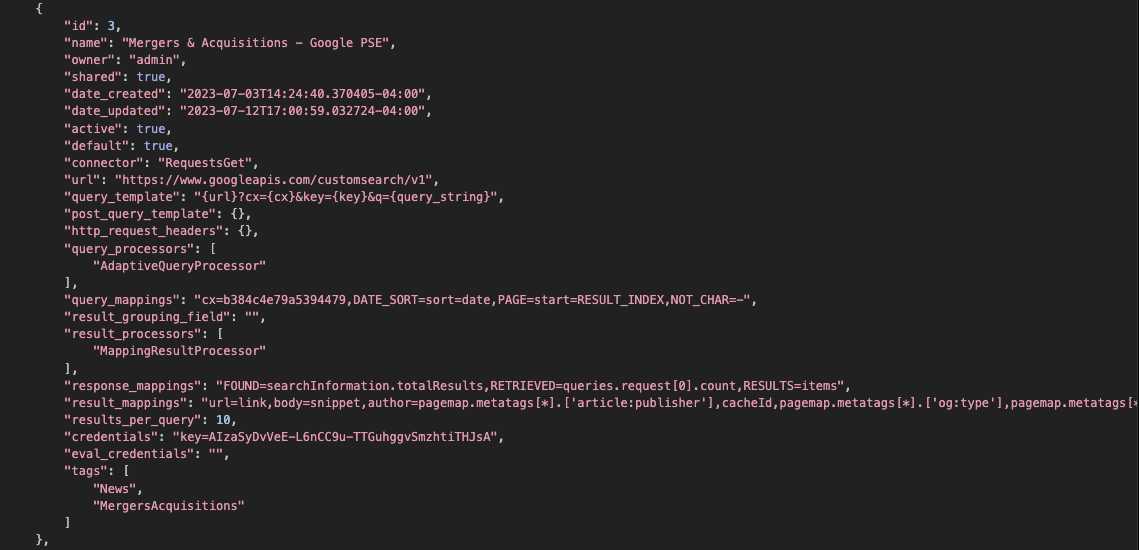 {
"id": 3,
"name": "Mergers & Acquisitions - Google PSE",
"owner": "admin",
"shared": true,
"date_created": "2023-07-03T14:24:40.370405-04:00",
"date_updated": "2023-07-12T17:00:59.032724-04:00",
"active": true,
"default": true,
"connector": "RequestsGet",
"url": "https://www.googleapis.com/customsearch/v1",
"query_template": "{url}?cx={cx}&key={key}&q={query_string}",
"post_query_template": {},
"http_request_headers": {},
"query_processors": [
"AdaptiveQueryProcessor"
],
"query_mappings": "cx=b384c4e79a5394479,DATE_SORT=sort=date,PAGE=start=RESULT_INDEX,NOT_CHAR=-",
"result_grouping_field": "",
"result_processors": [
"MappingResultProcessor"
],
"response_mappings": "FOUND=searchInformation.totalResults,RETRIEVED=queries.request[0].count,RESULTS=items",
"result_mappings": "url=link,body=snippet,author=pagemap.metatags[*].['article:publisher'],cacheId,pagemap.metatags[*].['og:type'],pagemap.metatags[*
"results_per_query": 10,
"credentials": "key=AIzaSyDvVeE-L6nCC9u-TTGuhggvSmzhtiTHJsA",
"eval_credentials": "",
"tags": [
"News",
"MergersAcquisitions"
]
},